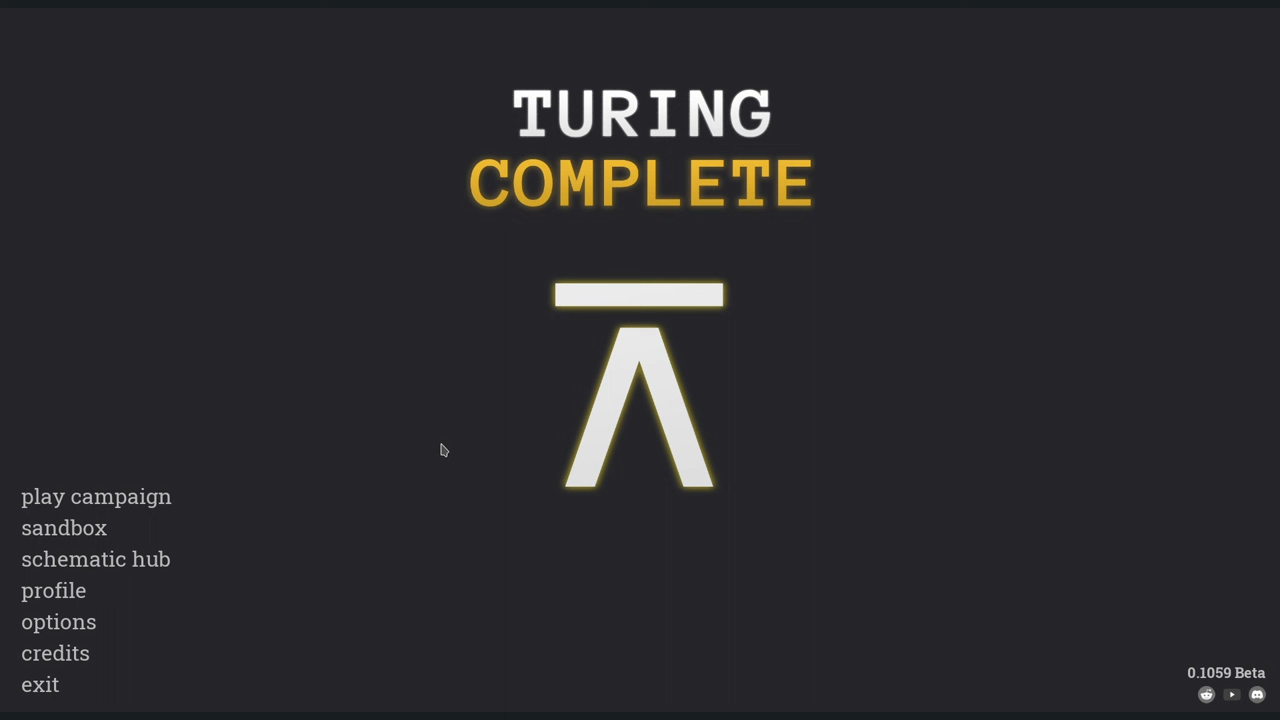 TURING
COMPLETE
play campaign
sandbox
schematic hub
profile
options
credits
exit
0.1059 Beta